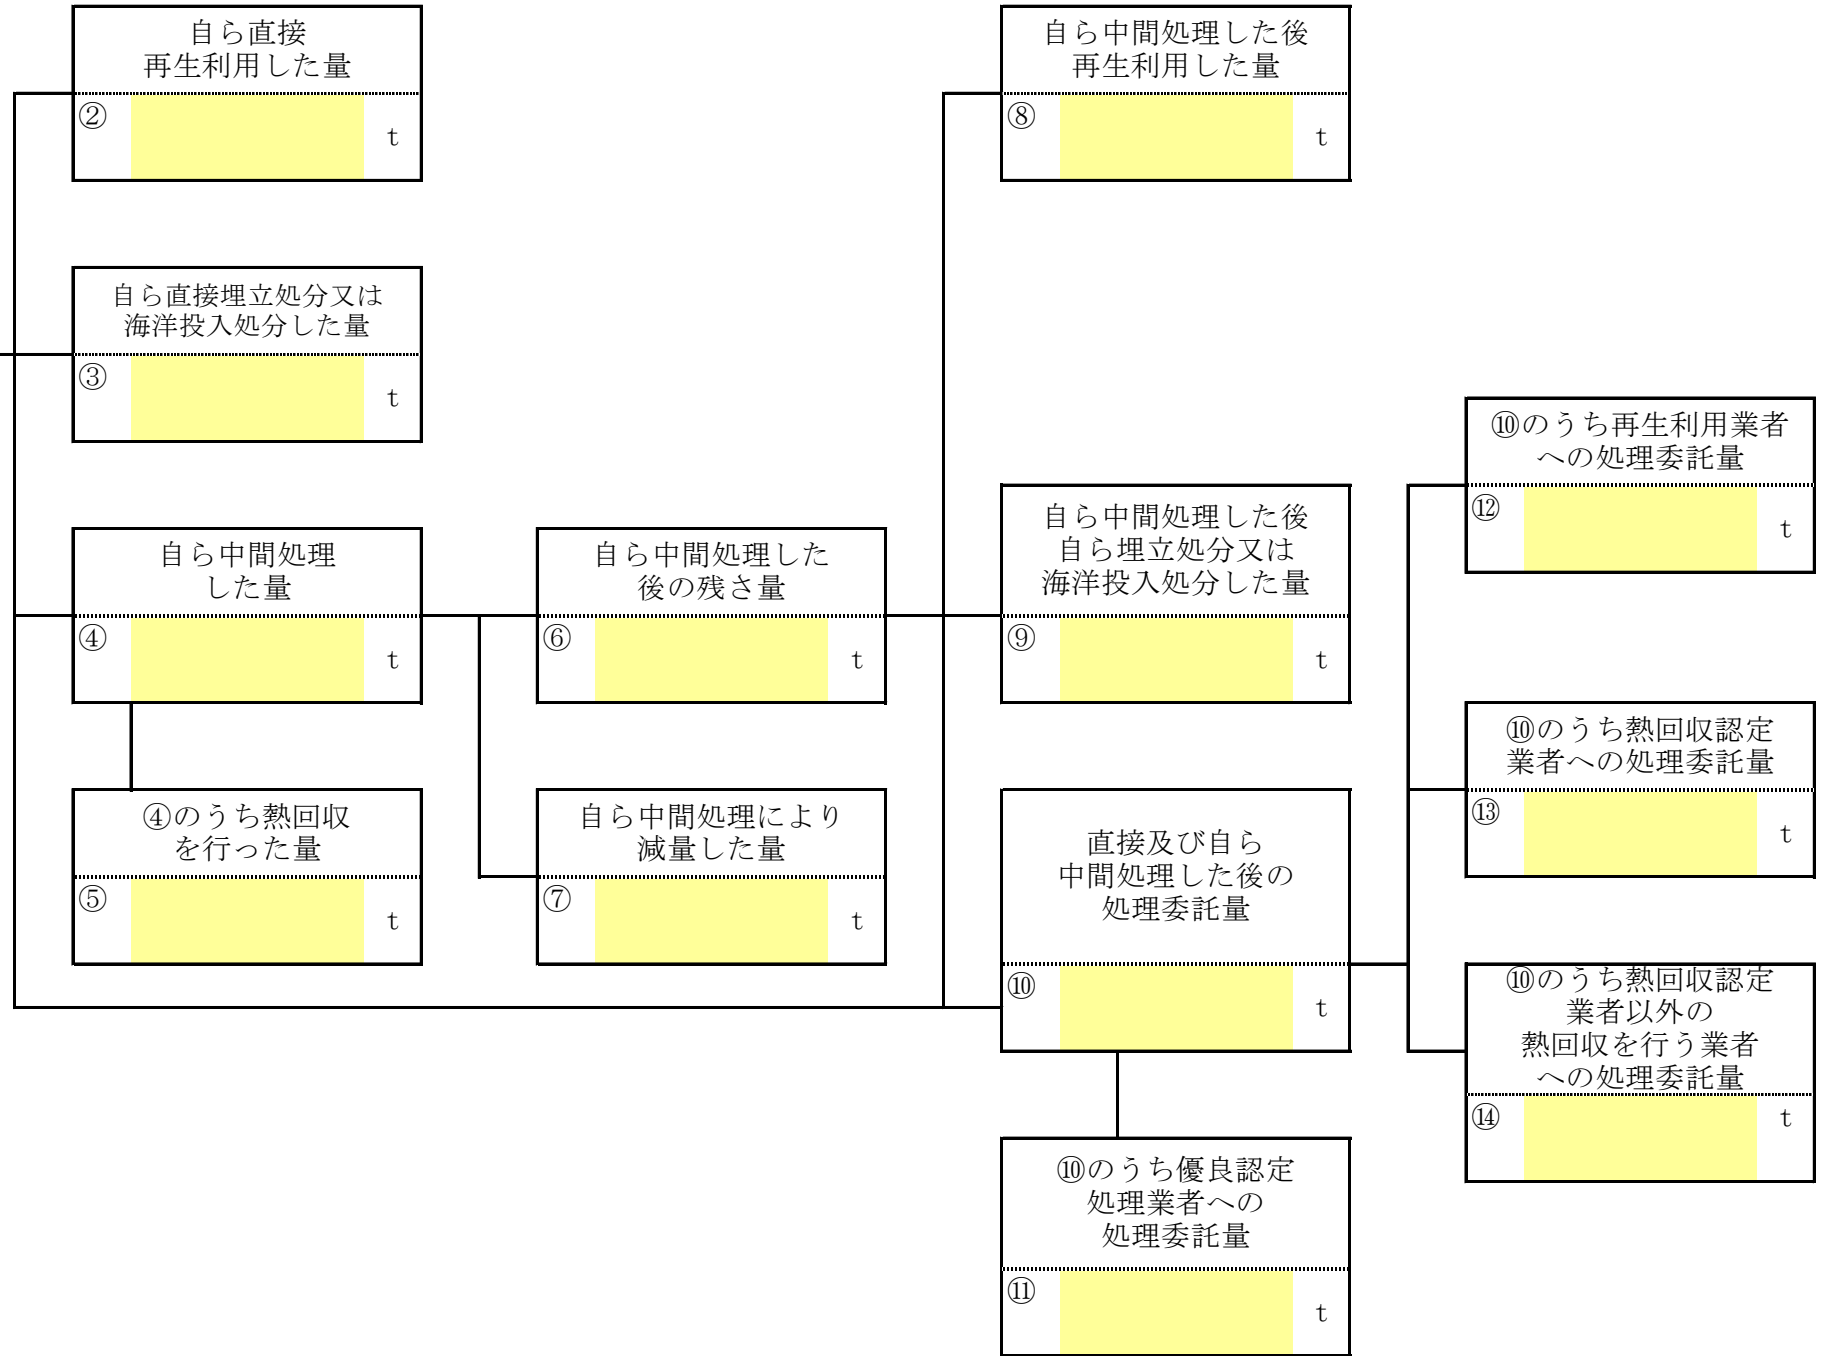 自ら直接
再生利用した量
②
t
自ら中間処理した後
再生利用した量
⑧
t
自ら直接埋立処分又は
海洋投入処分した量
③
t
⑩のうち再生利用業者
への処理委託量
⑫
t
自ら中間処理
した量
④
t
自ら中間処理した
後の残さ量
⑥
t
自ら中間処理した後
自ら埋立処分又は
海洋投入処分した量
⑨
t
⑩のうち熱回収認定
業者への処理委託量
⑬
t
④のうち熱回収
を行った量
⑤
t
自ら中間処理により
減量した量
⑦
t
直接及び自ら
中間処理した後の
処理委託量
⑩
t
⑩のうち熱回収認定
業者以外の
熱回収を行う業者
への処理委託量
⑭
t
⑩のうち優良認定
処理業者への
処理委託量
⑪
t